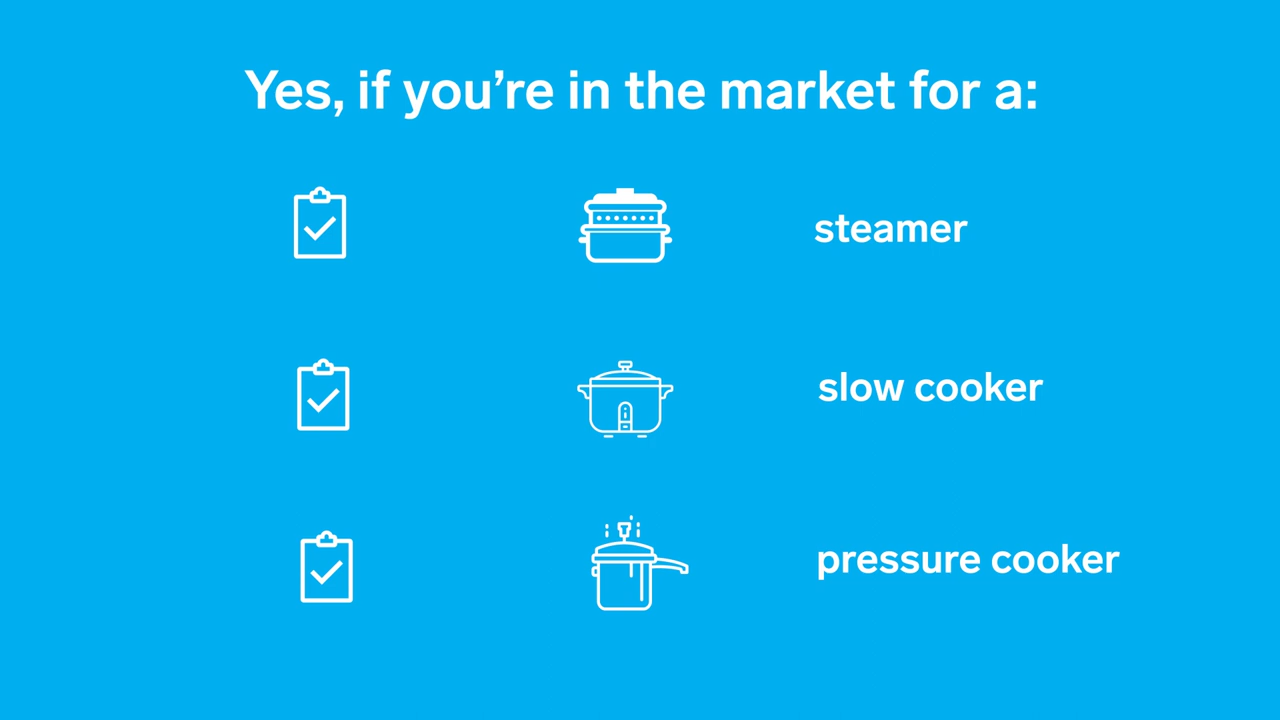 Yes, if you’re in the market for a:
steamer
slow cooker
pressure cooker